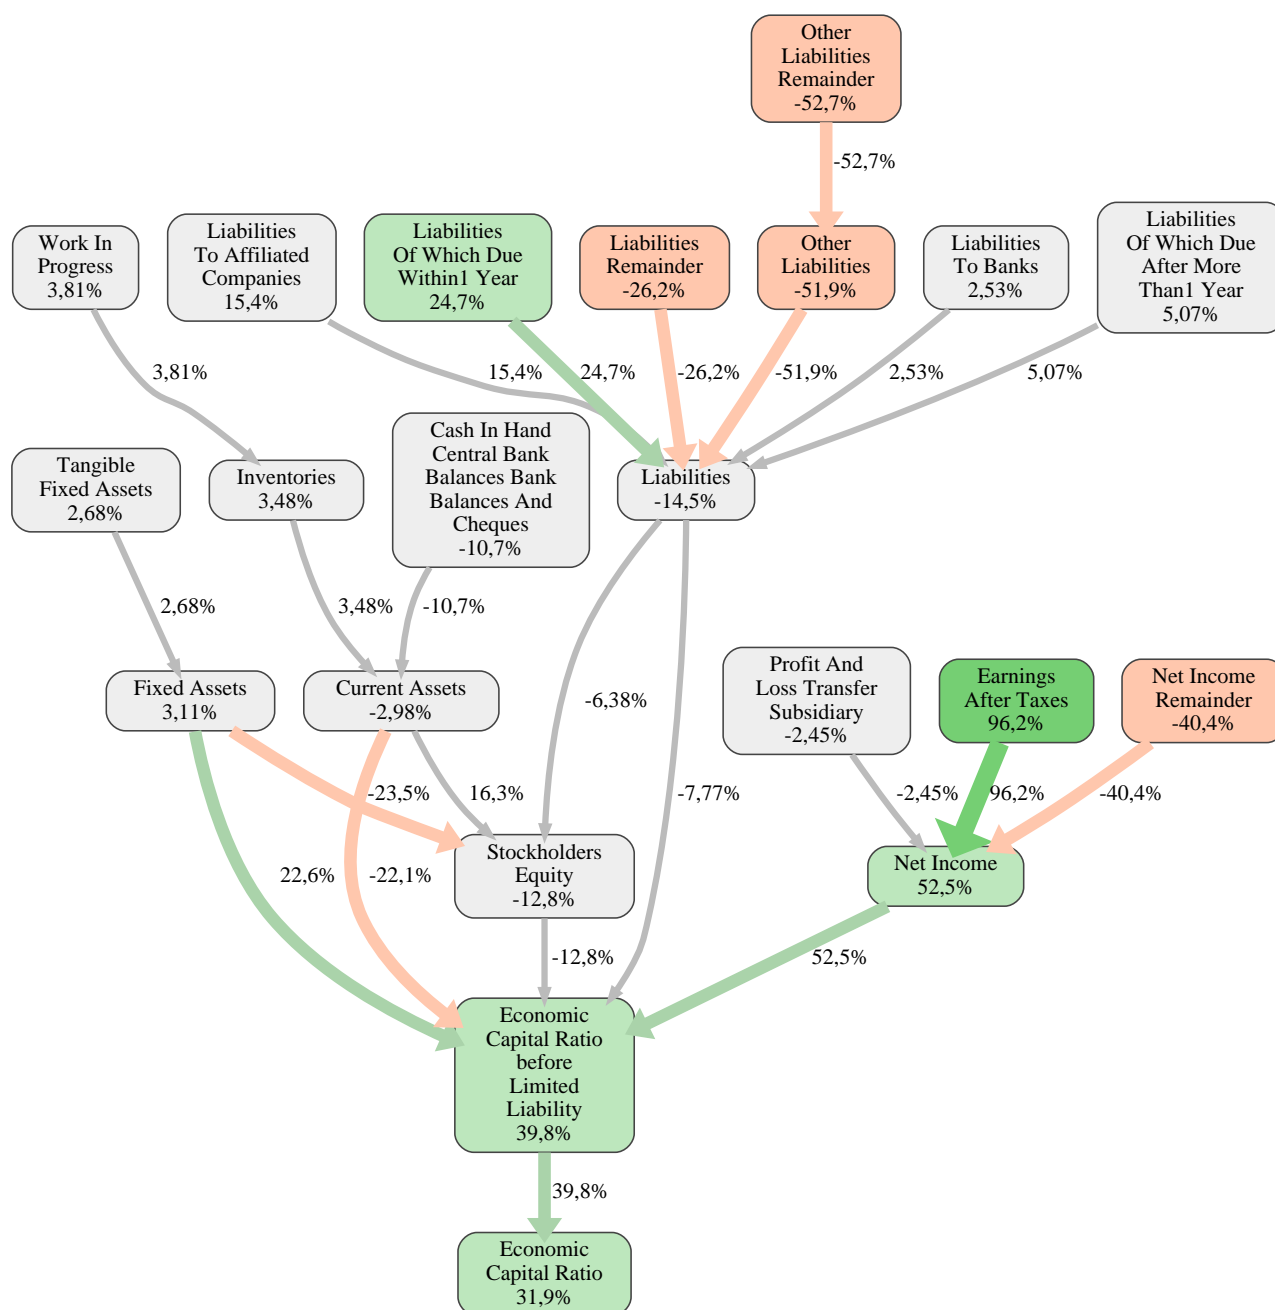 Other
Liabilities
Remainder
-52,7%
-52,7%
Work In
Progress
3,81%
Liabilities
To Affiliated
Companies
15,4%
Liabilities
Of Which Due
Within1 Year
24,7%
Liabilities
Remainder
-26,2%
Other
Liabilities
-51,9%
Liabilities
To Banks
2,53%
Liabilities
Of Which Due
After More
Than1 Year
5,07%
3,81%
15,4%
24,7%
-26,2%
-51,9%
2,53%
5,07%
Tangible
Fixed Assets
2,68%
Inventories
3,48%
Cash In Hand
Central Bank
Balances Bank
Balances And
Cheques
-10,7%
Liabilities
-14,5%
2,68%
3,48%
-10,7%
Fixed Assets
3,11%
Current Assets
-2,98%
-6,38%
Profit And
Loss Transfer
Subsidiary
-2,45%
Earnings
After Taxes
96,2%
Net Income
Remainder
-40,4%
-23,5%
16,3%
-7,77%
-2,45%
96,2%
-40,4%
22,6%
-22,1%
Stockholders
Equity
-12,8%
Net Income
52,5%
-12,8%
52,5%
Economic
Capital Ratio
before
Limited
Liability
39,8%
39,8%
Economic
Capital Ratio
31,9%